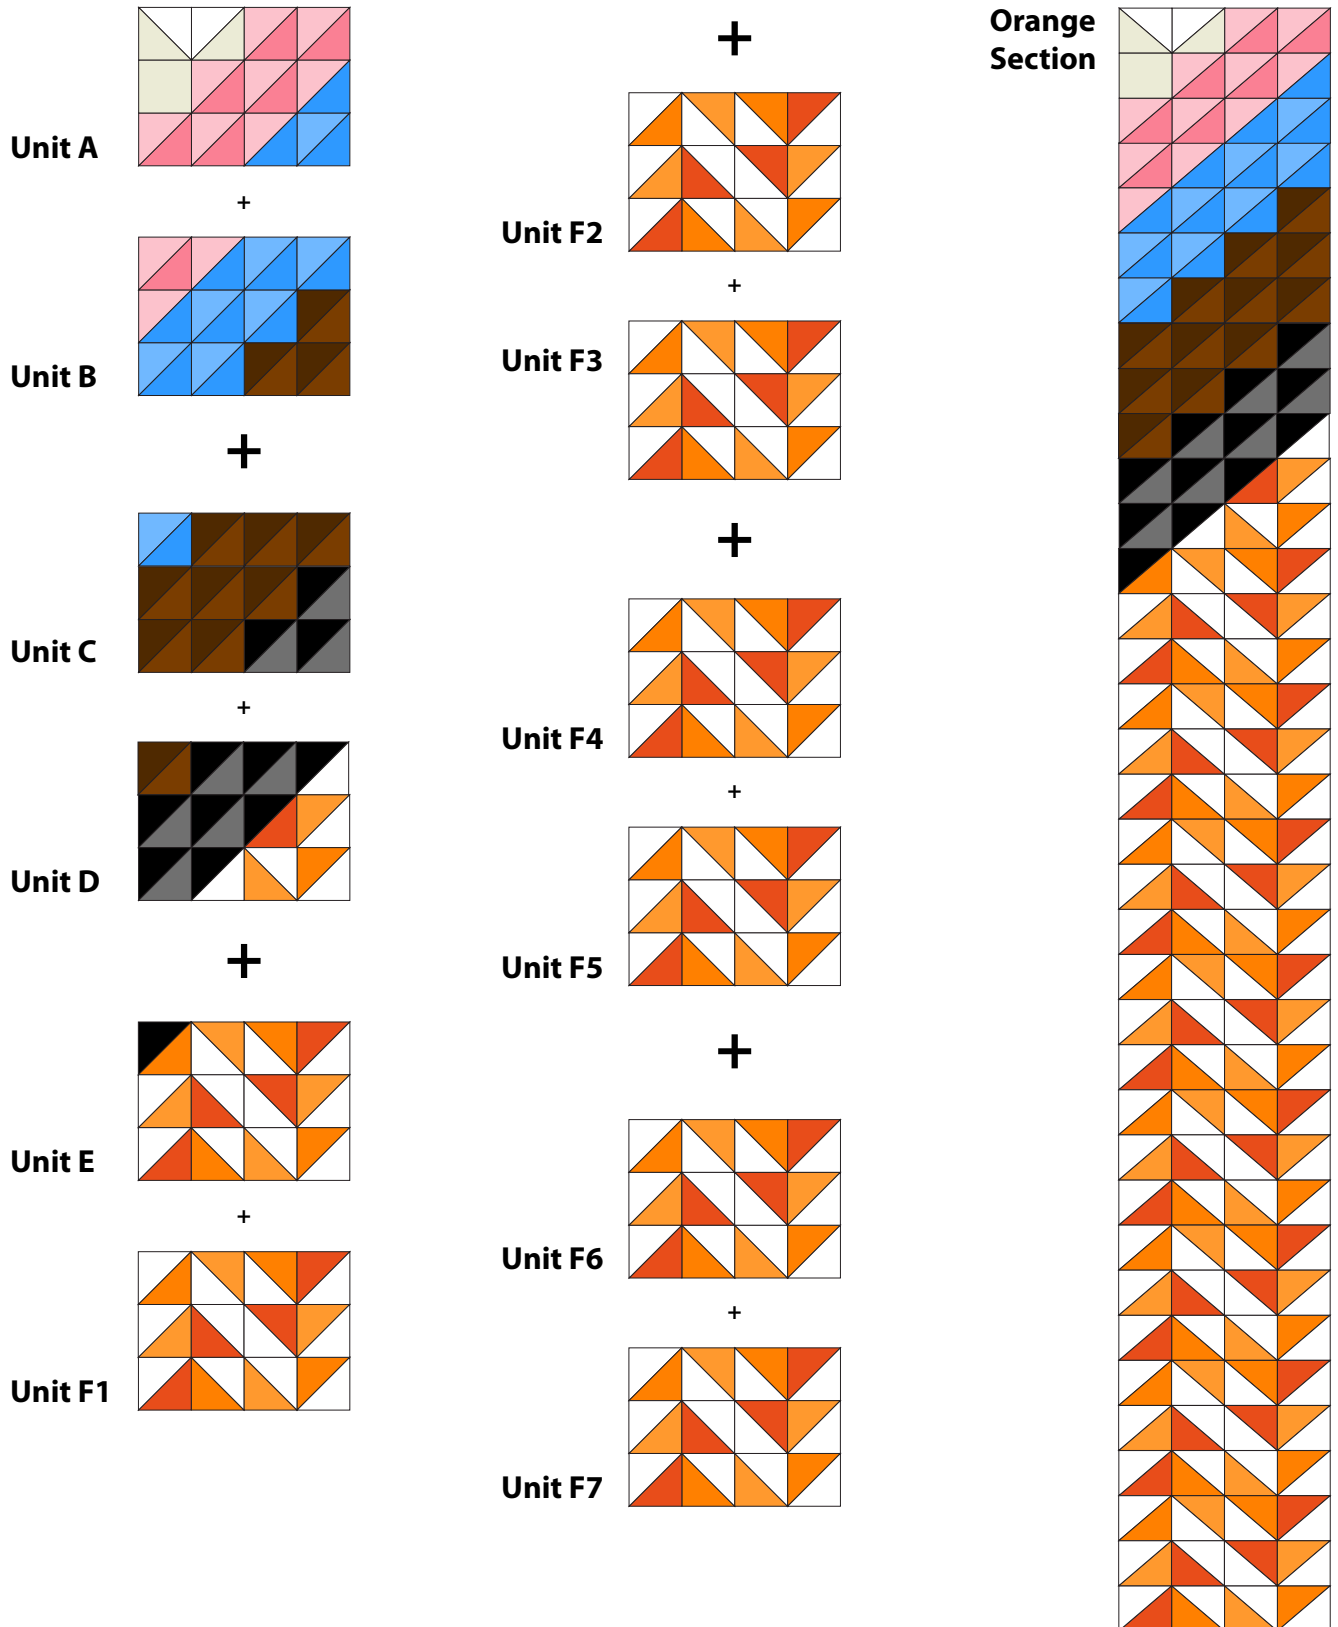 Unit A
+
Unit B
+
Unit C
+
Unit D
+
Unit E
+
Unit F1
+
Unit F2
+
Unit F3
+
Unit F4
+
Unit F5
+
Unit F6
+
Unit F7
Orange
Section